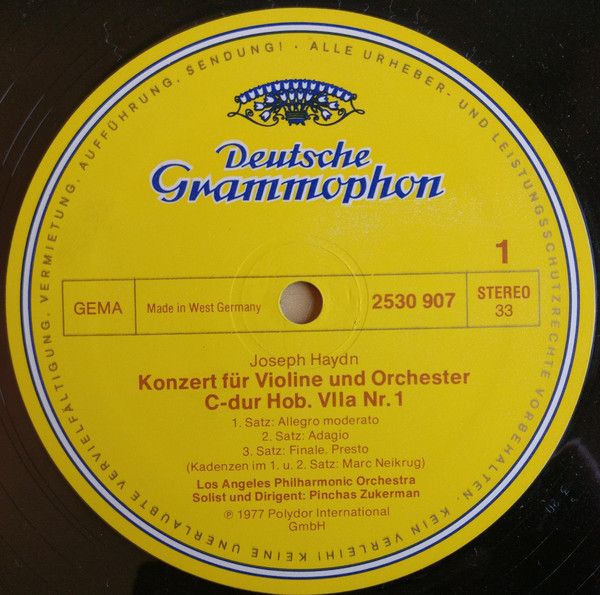 ALLE URHEBER- UND LEISTUNGSSCHUTZRECHTE VORBEHALTEN. KEIN VERLEIH! KEINE UNERLAUBTE VERVIELFÄLTIGUNG, VERMIETUNG, AUFFÜHRUNG, SENDUNG! ·
Deutsche
Grammophon
1
GEMA
Made in West Germany
2530 907
STEREO
33
Joseph Haydn
Konzert für Violine und Orchester
C-dur Hob. VIIa Nr. 1
1. Satz: Allegro moderato
2. Satz: Adagio
3. Satz: Finale. Presto
(Kadenzen im 1. u. 2. Satz: Marc Neikrug)
Los Angeles Philharmonic Orchestra
Solist und Dirigent: Pinchas Zukerman
℗ 1977 Polydor International
GmbH